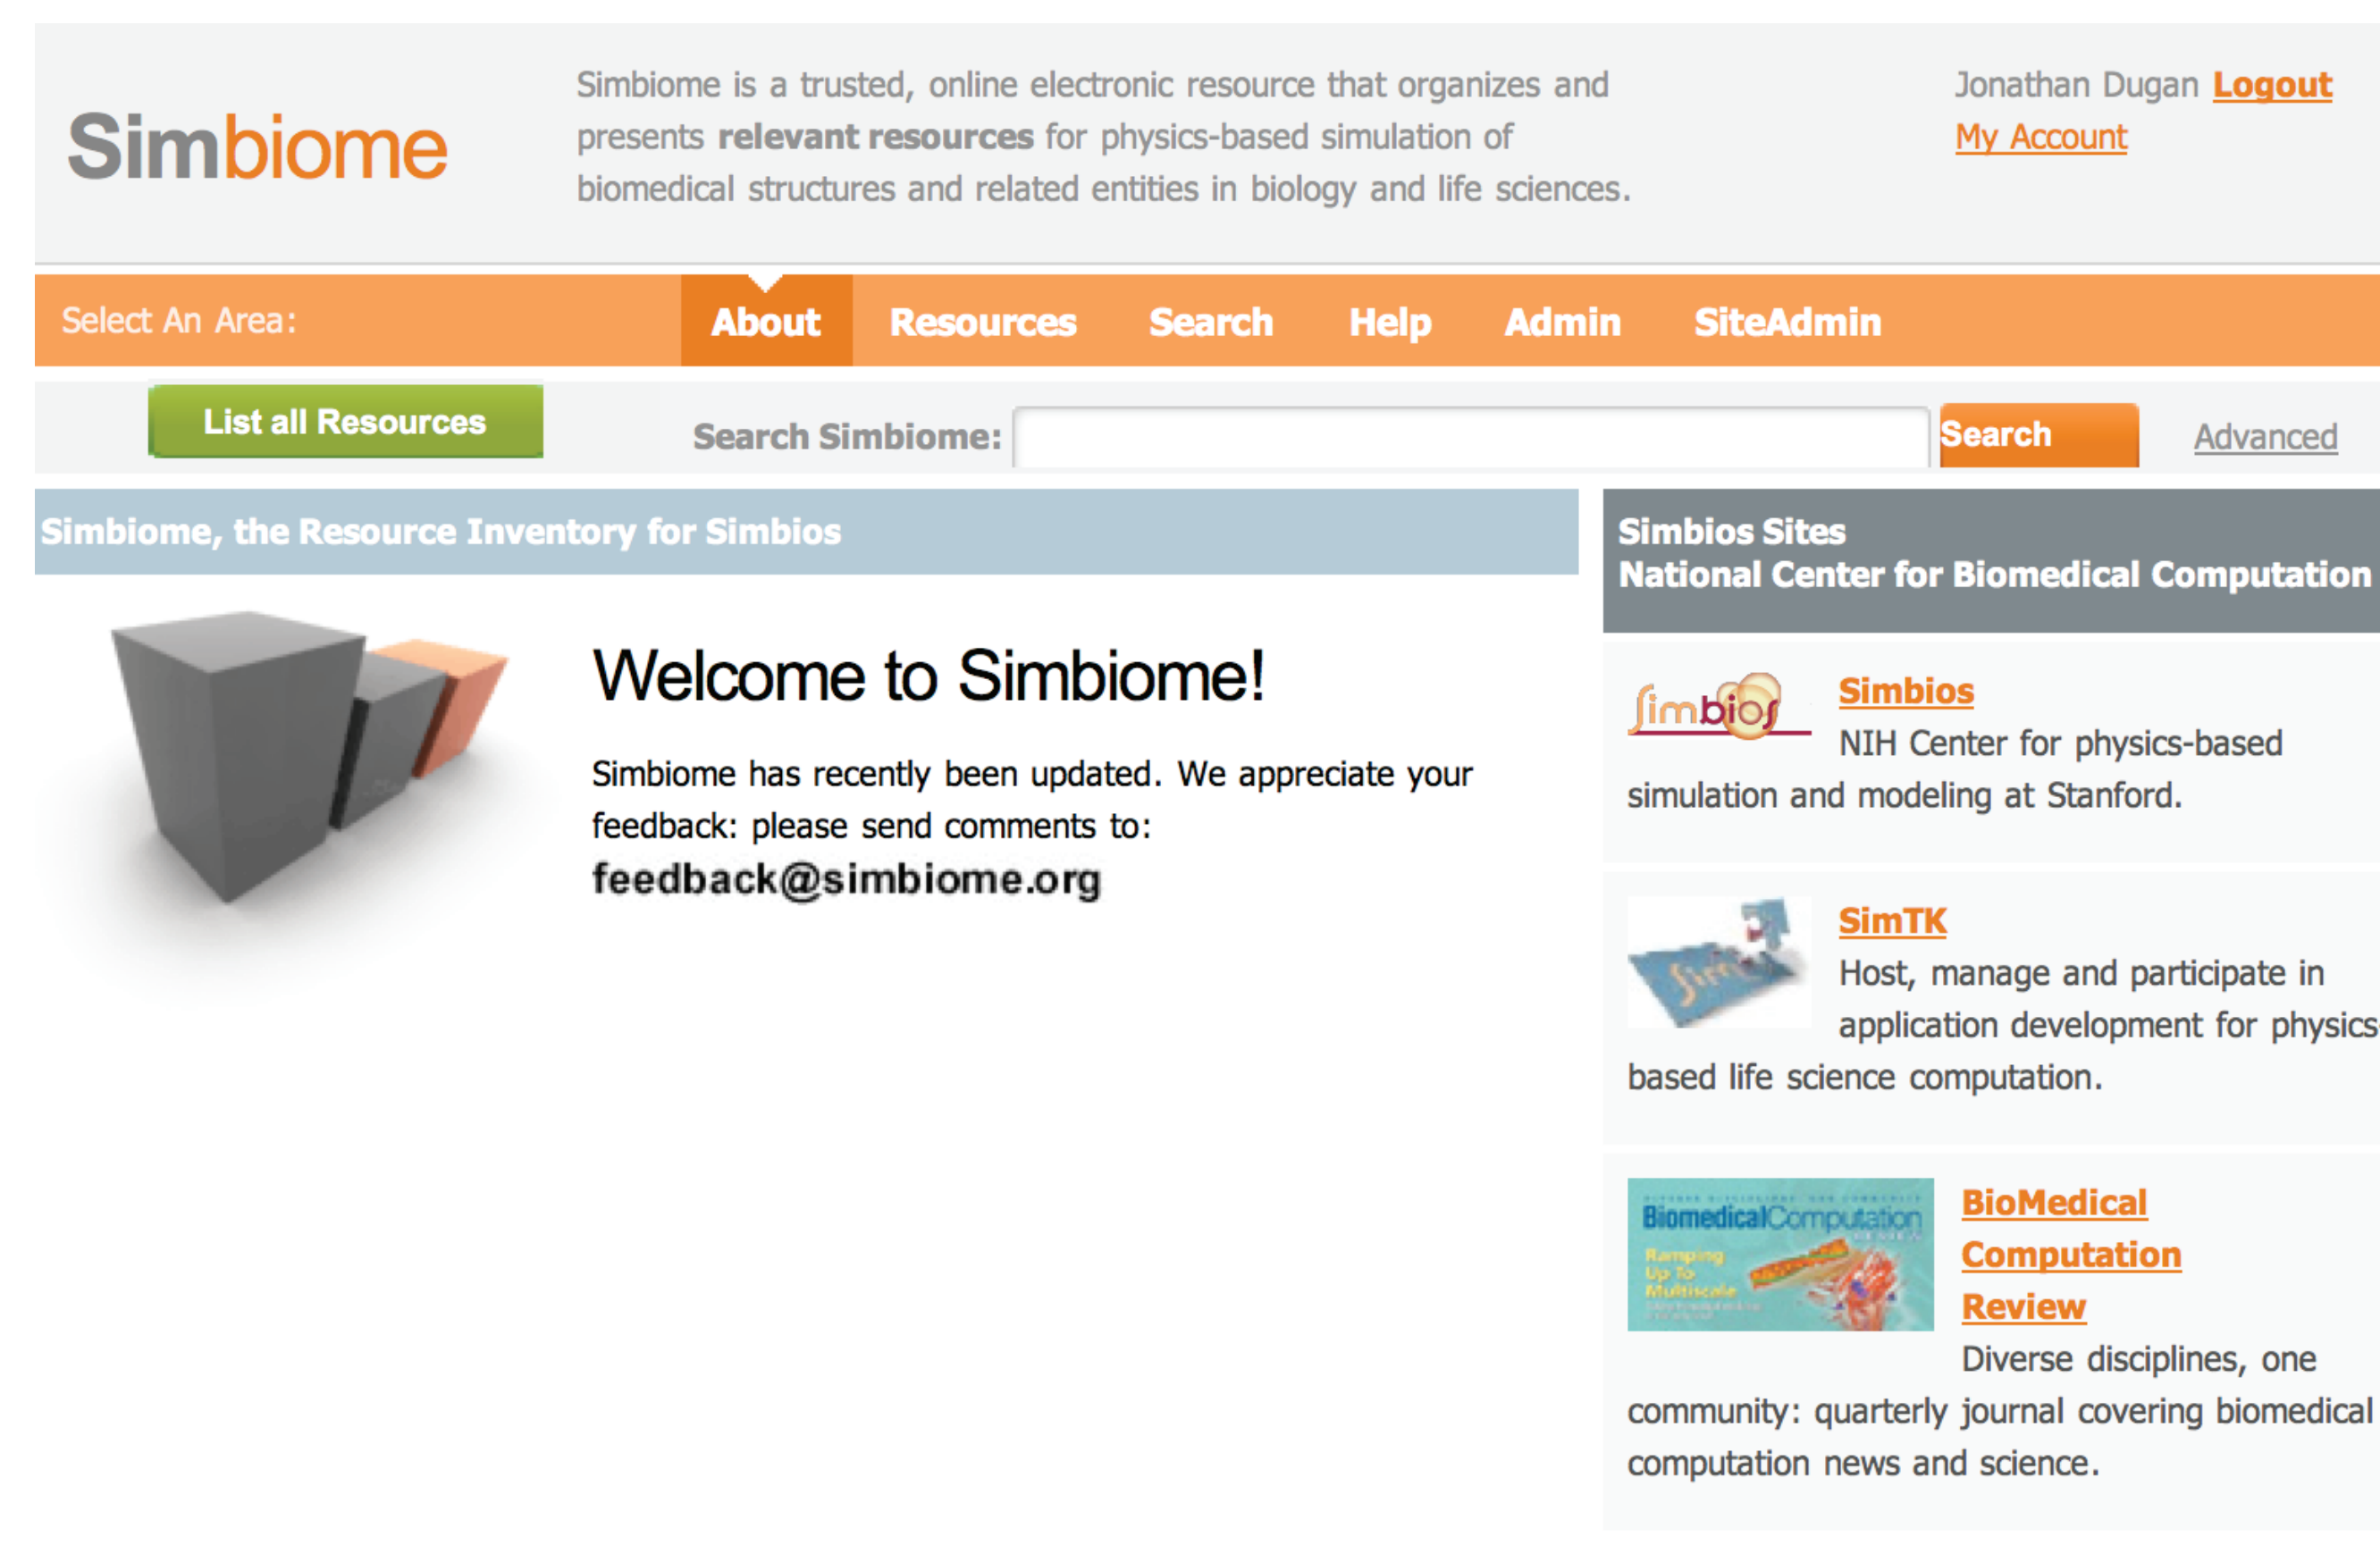 Simbiome
Simbiome is a trusted, online electronic resource that organizes and
presents relevant resources for physics-based simulation of
biomedical structures and related entities in biology and life sciences.
Jonathan Dugan Logout
My Account
Select An Area:
About Resources Search Help Admin SiteAdmin
List all Resources
Search Simbiome:
Search
Advanced
Simbiome, the Resource Inventory for Simbios
Welcome to Simbiome!
Simbiome has recently been updated. We appreciate your
feedback: please send comments to:
feedback@simbiome.org
Simbios Sites
National Center for Biomedical Computation
simbios
Simbios
NIH Center for physics-based
simulation and modeling at Stanford.
SimTK
Host, manage and participate in
application development for physics-
based life science computation.
BiomedicalComputation
Ramping
Up To
Multiscale
BioMedical
Computation
Review
Diverse disciplines, one
community: quarterly journal covering biomedical
computation news and science.